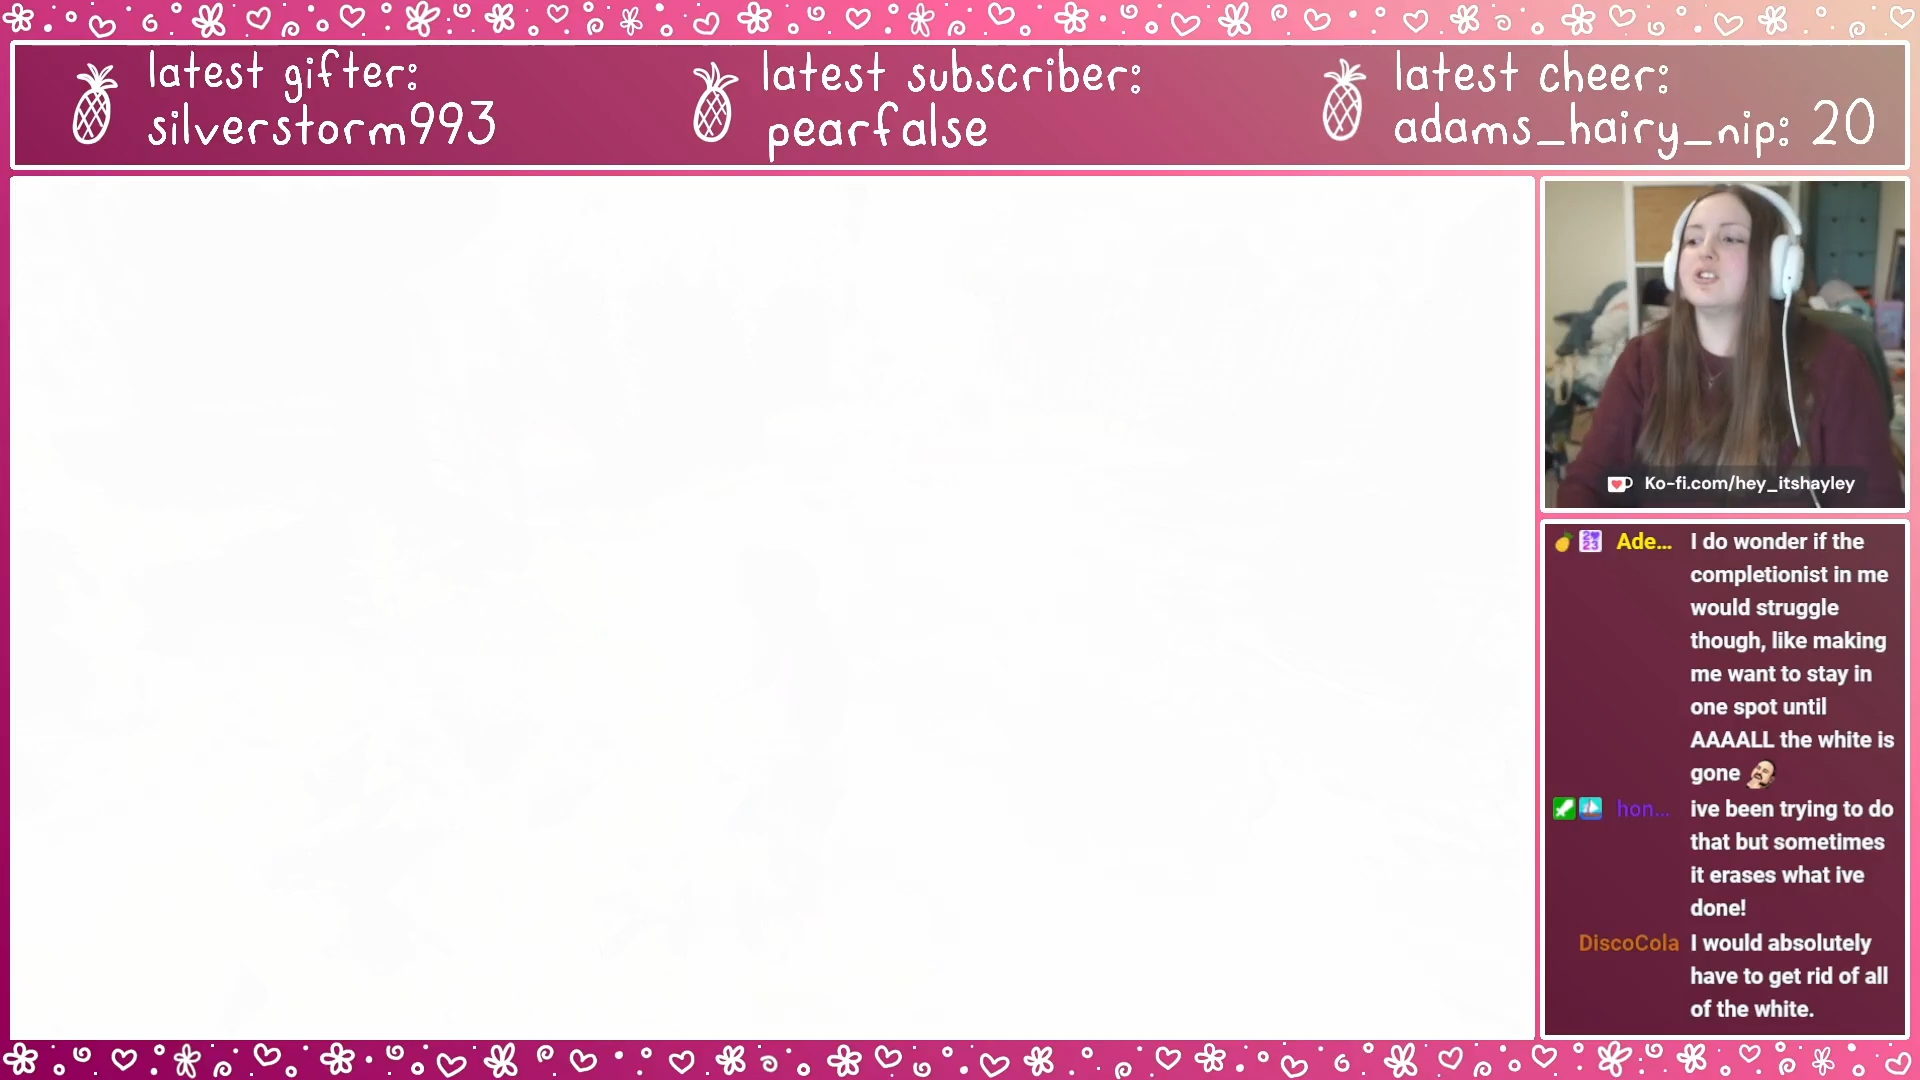 latest gifter:
silverstorm993
latest subscriber:
pearfalse
latest cheer:
adams_hairy_nip: 20
Ko-fi.com/hey_itshayley
Ade... I do wonder if the
completionist in me
would struggle
though, like making
me want to stay in
one spot until
AAAALL the white is
gone
hon... ive been trying to do
that but sometimes
it erases what ive
done!
DiscoCola I would absolutely
have to get rid of all
of the white.